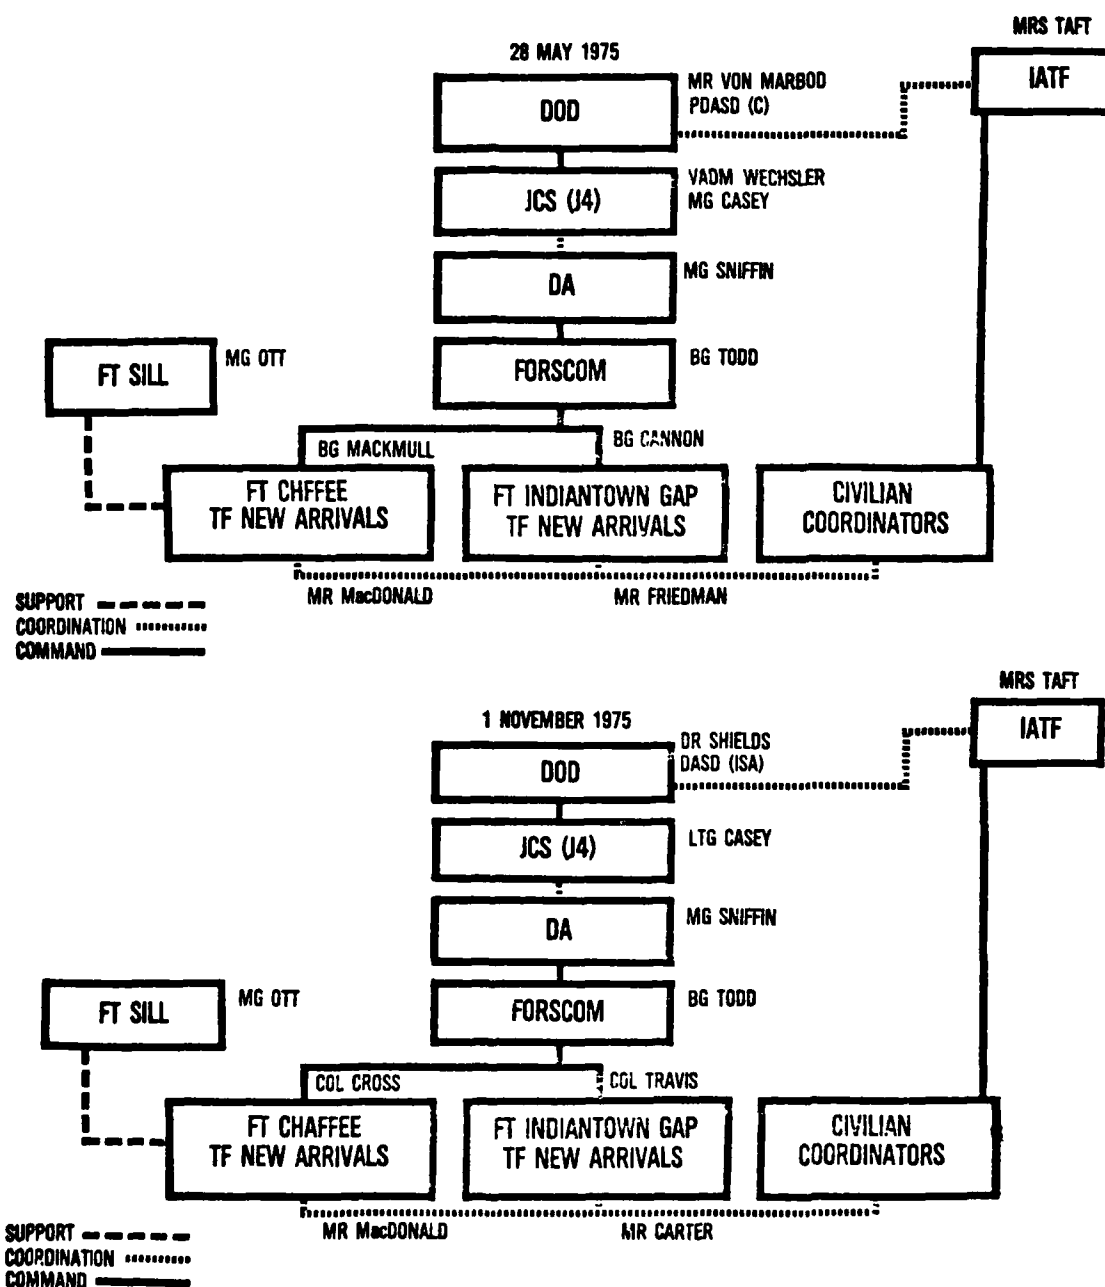 MRS TAFT
28 MAY 1975
IATF
MR VON MARBOD
PDASD (C)
DOD
VADM WECHSLER
MG CASEY
JCS (J4)
MG SNIFFIN
DA
MG OTT
BG TODD
FT SILL
FORSCOM
BG MACKMULL
BG CANNON
FT CHFFEE
TF NEW ARRIVALS
FT INDIANTOWN GAP
TF NEW ARRIVALS
CIVILIAN
COORDINATORS
MR MacDONALD
MR FRIEDMAN
SUPPORT
COORDINATION
COMMAND
MRS TAFT
1 NOVEMBER 1975
IATF
DR SHIELDS
DASD (ISA)
DOD
LTG CASEY
JCS (J4)
MG SNIFFIN
DA
MG OTT
BG TODD
FT SILL
FORSCOM
COL CROSS
COL TRAVIS
FT CHAFFEE
TF NEW ARRIVALS
FT INDIANTOWN GAP
TF NEW ARRIVALS
CIVILIAN
COORDINATORS
MR MacDONALD
MR CARTER
SUPPORT
COORDINATION
COMMAND